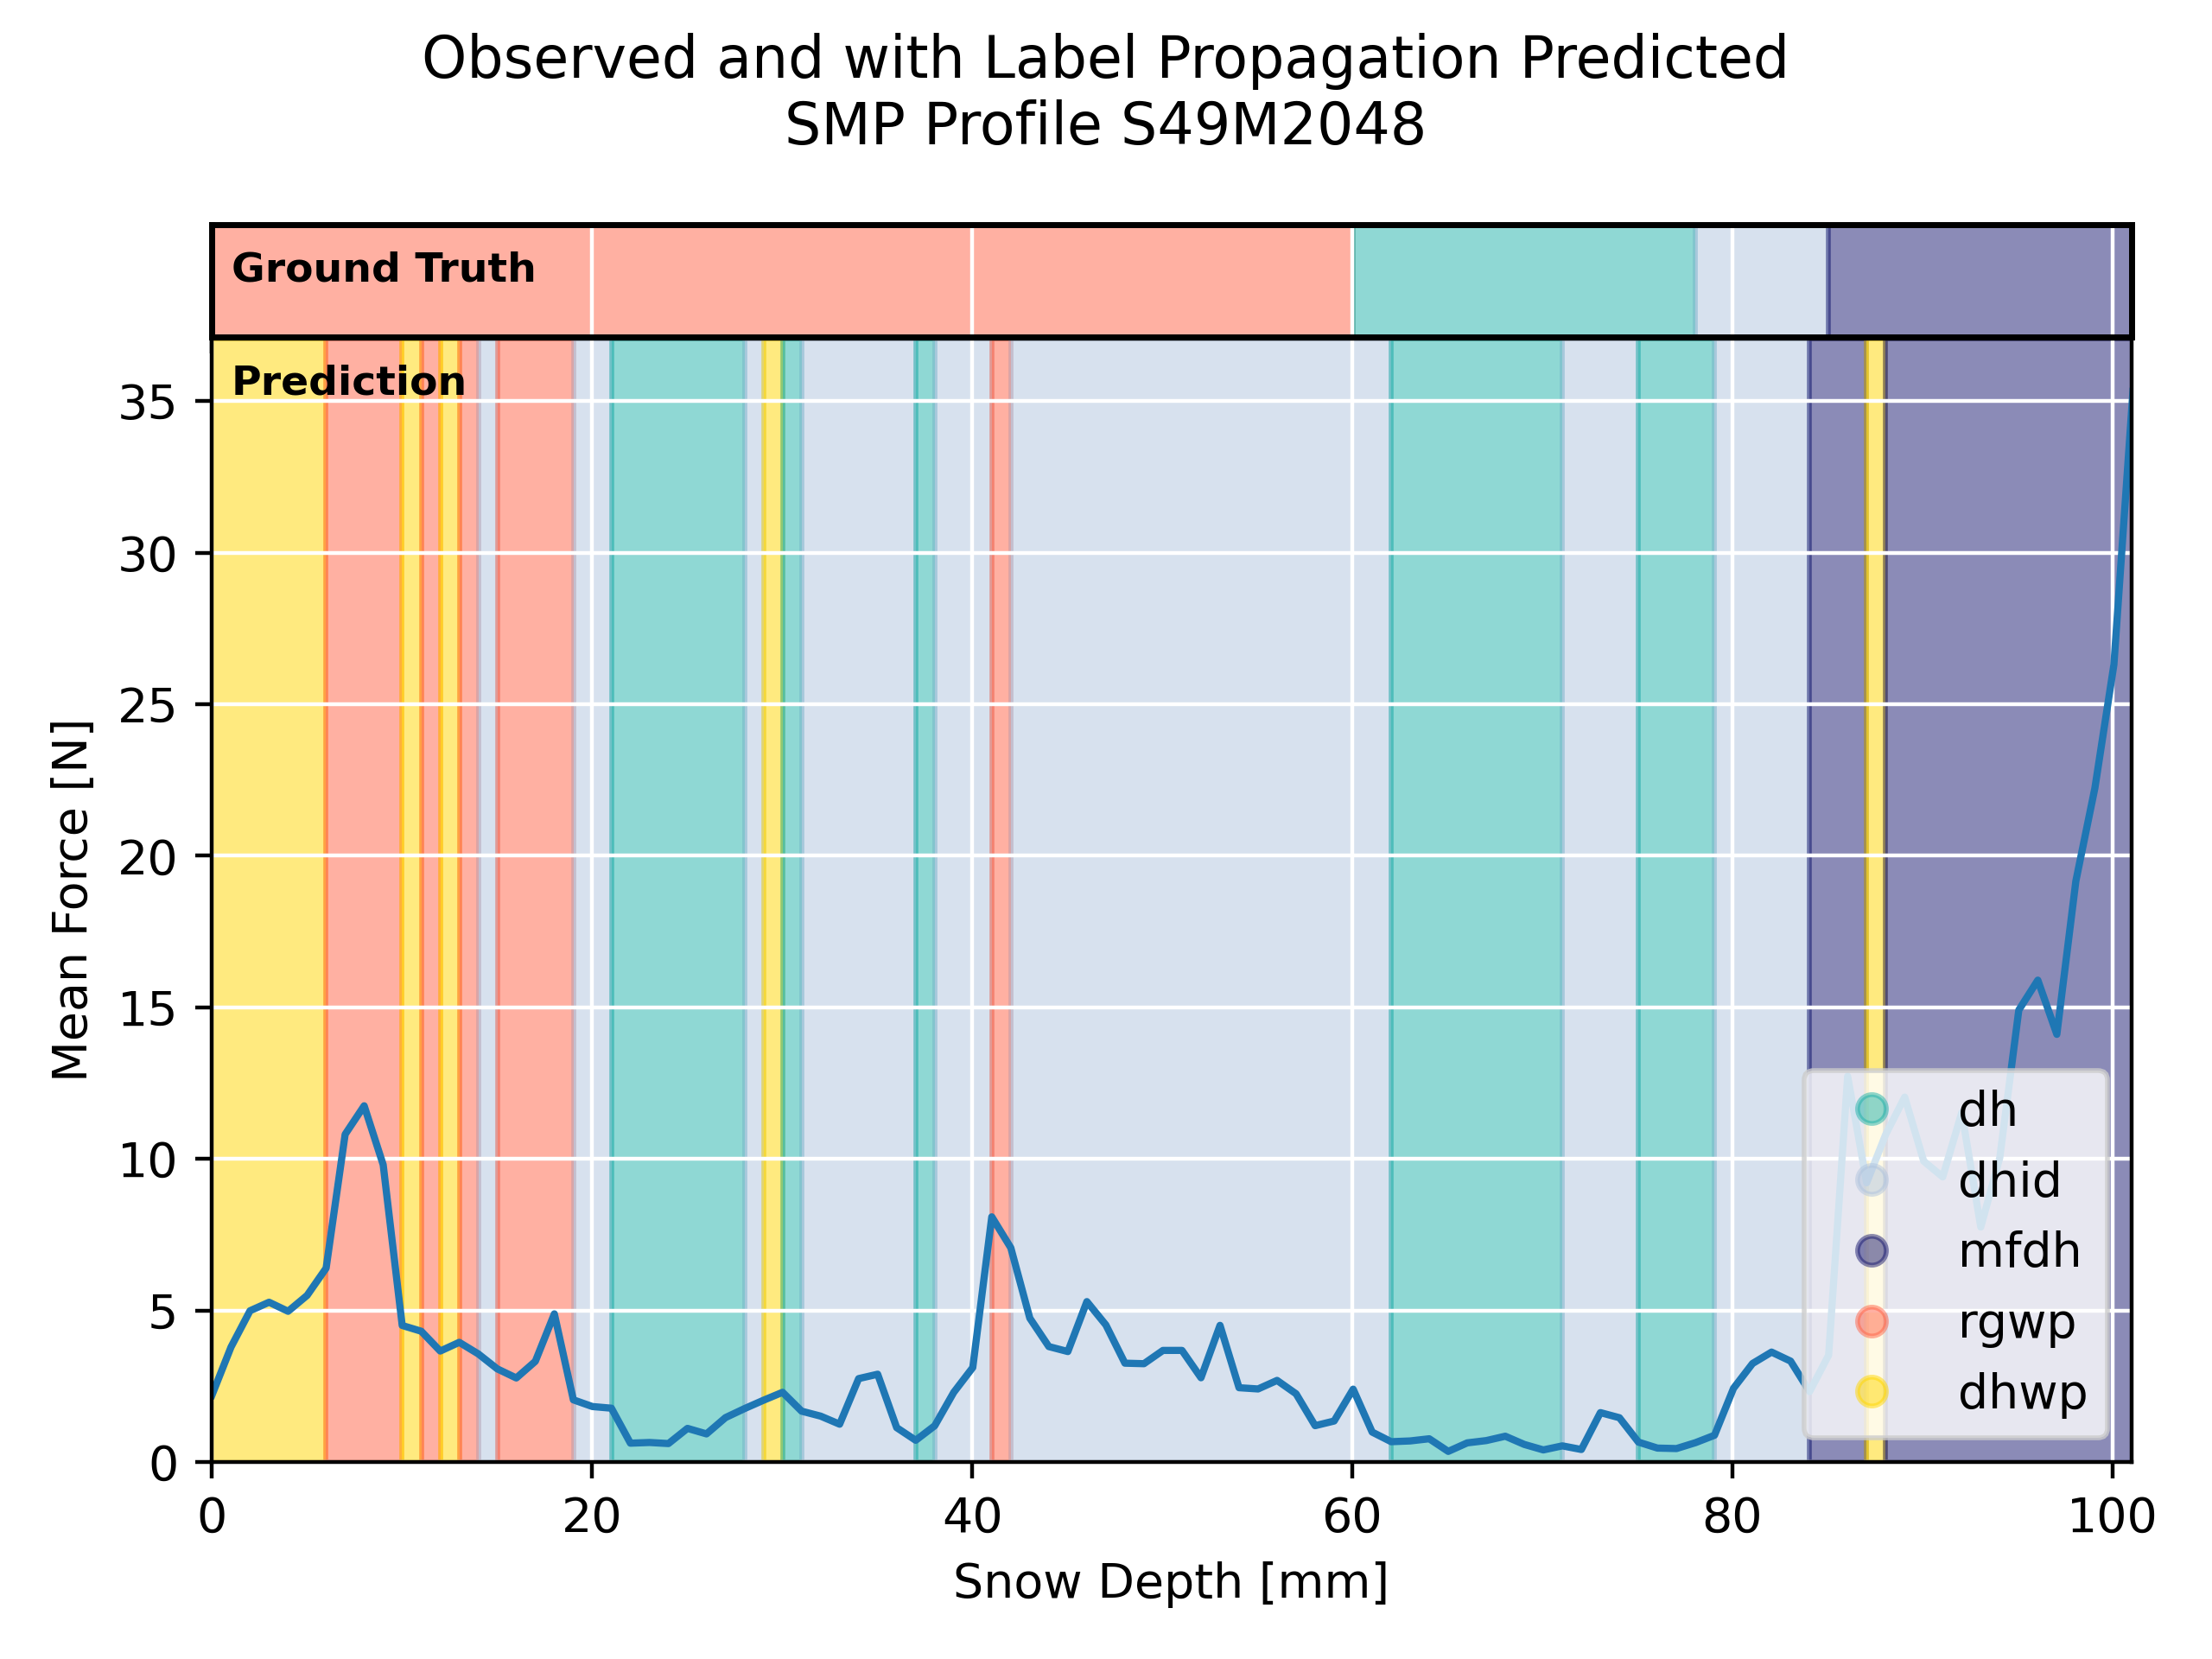 Observed and with Label Propagation Predicted
SMP Profile S49M2048
Ground Truth
Prediction
35
30
25
20
15
10
5
0
Mean Force [N]
dh
dhid
mfdh
rgwp
dhwp
0 20 40 60 80 100
Snow Depth [mm]